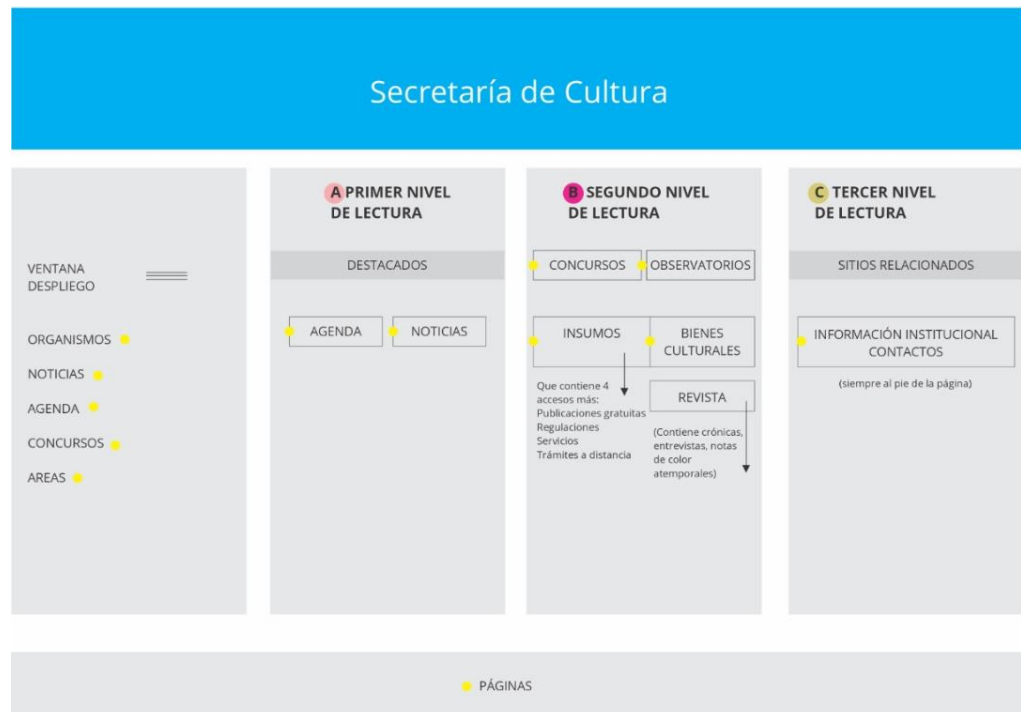 Secretaría de Cultura
VENTANA
DESPLIEGO
ORGANISMOS
NOTICIAS
AGENDA
CONCURSOS
AREAS
A PRIMER NIVEL
DE LECTURA
DESTACADOS
AGENDA
NOTICIAS
B SEGUNDO NIVEL
DE LECTURA
CONCURSOS
OBSERVATORIOS
INSUMOS
BIENES
CULTURALES
Que contiene 4
accesos más:
Publicaciones gratuitas
Regulaciones
Servicios
Trámites a distancia
REVISTA
(Contiene crónicas,
entrevistas, notas
de color
atemporales)
C TERCER NIVEL
DE LECTURA
SITIOS RELACIONADOS
INFORMACIÓN INSTITUCIONAL
CONTACTOS
(siempre al pie de la página)
PÁGINAS